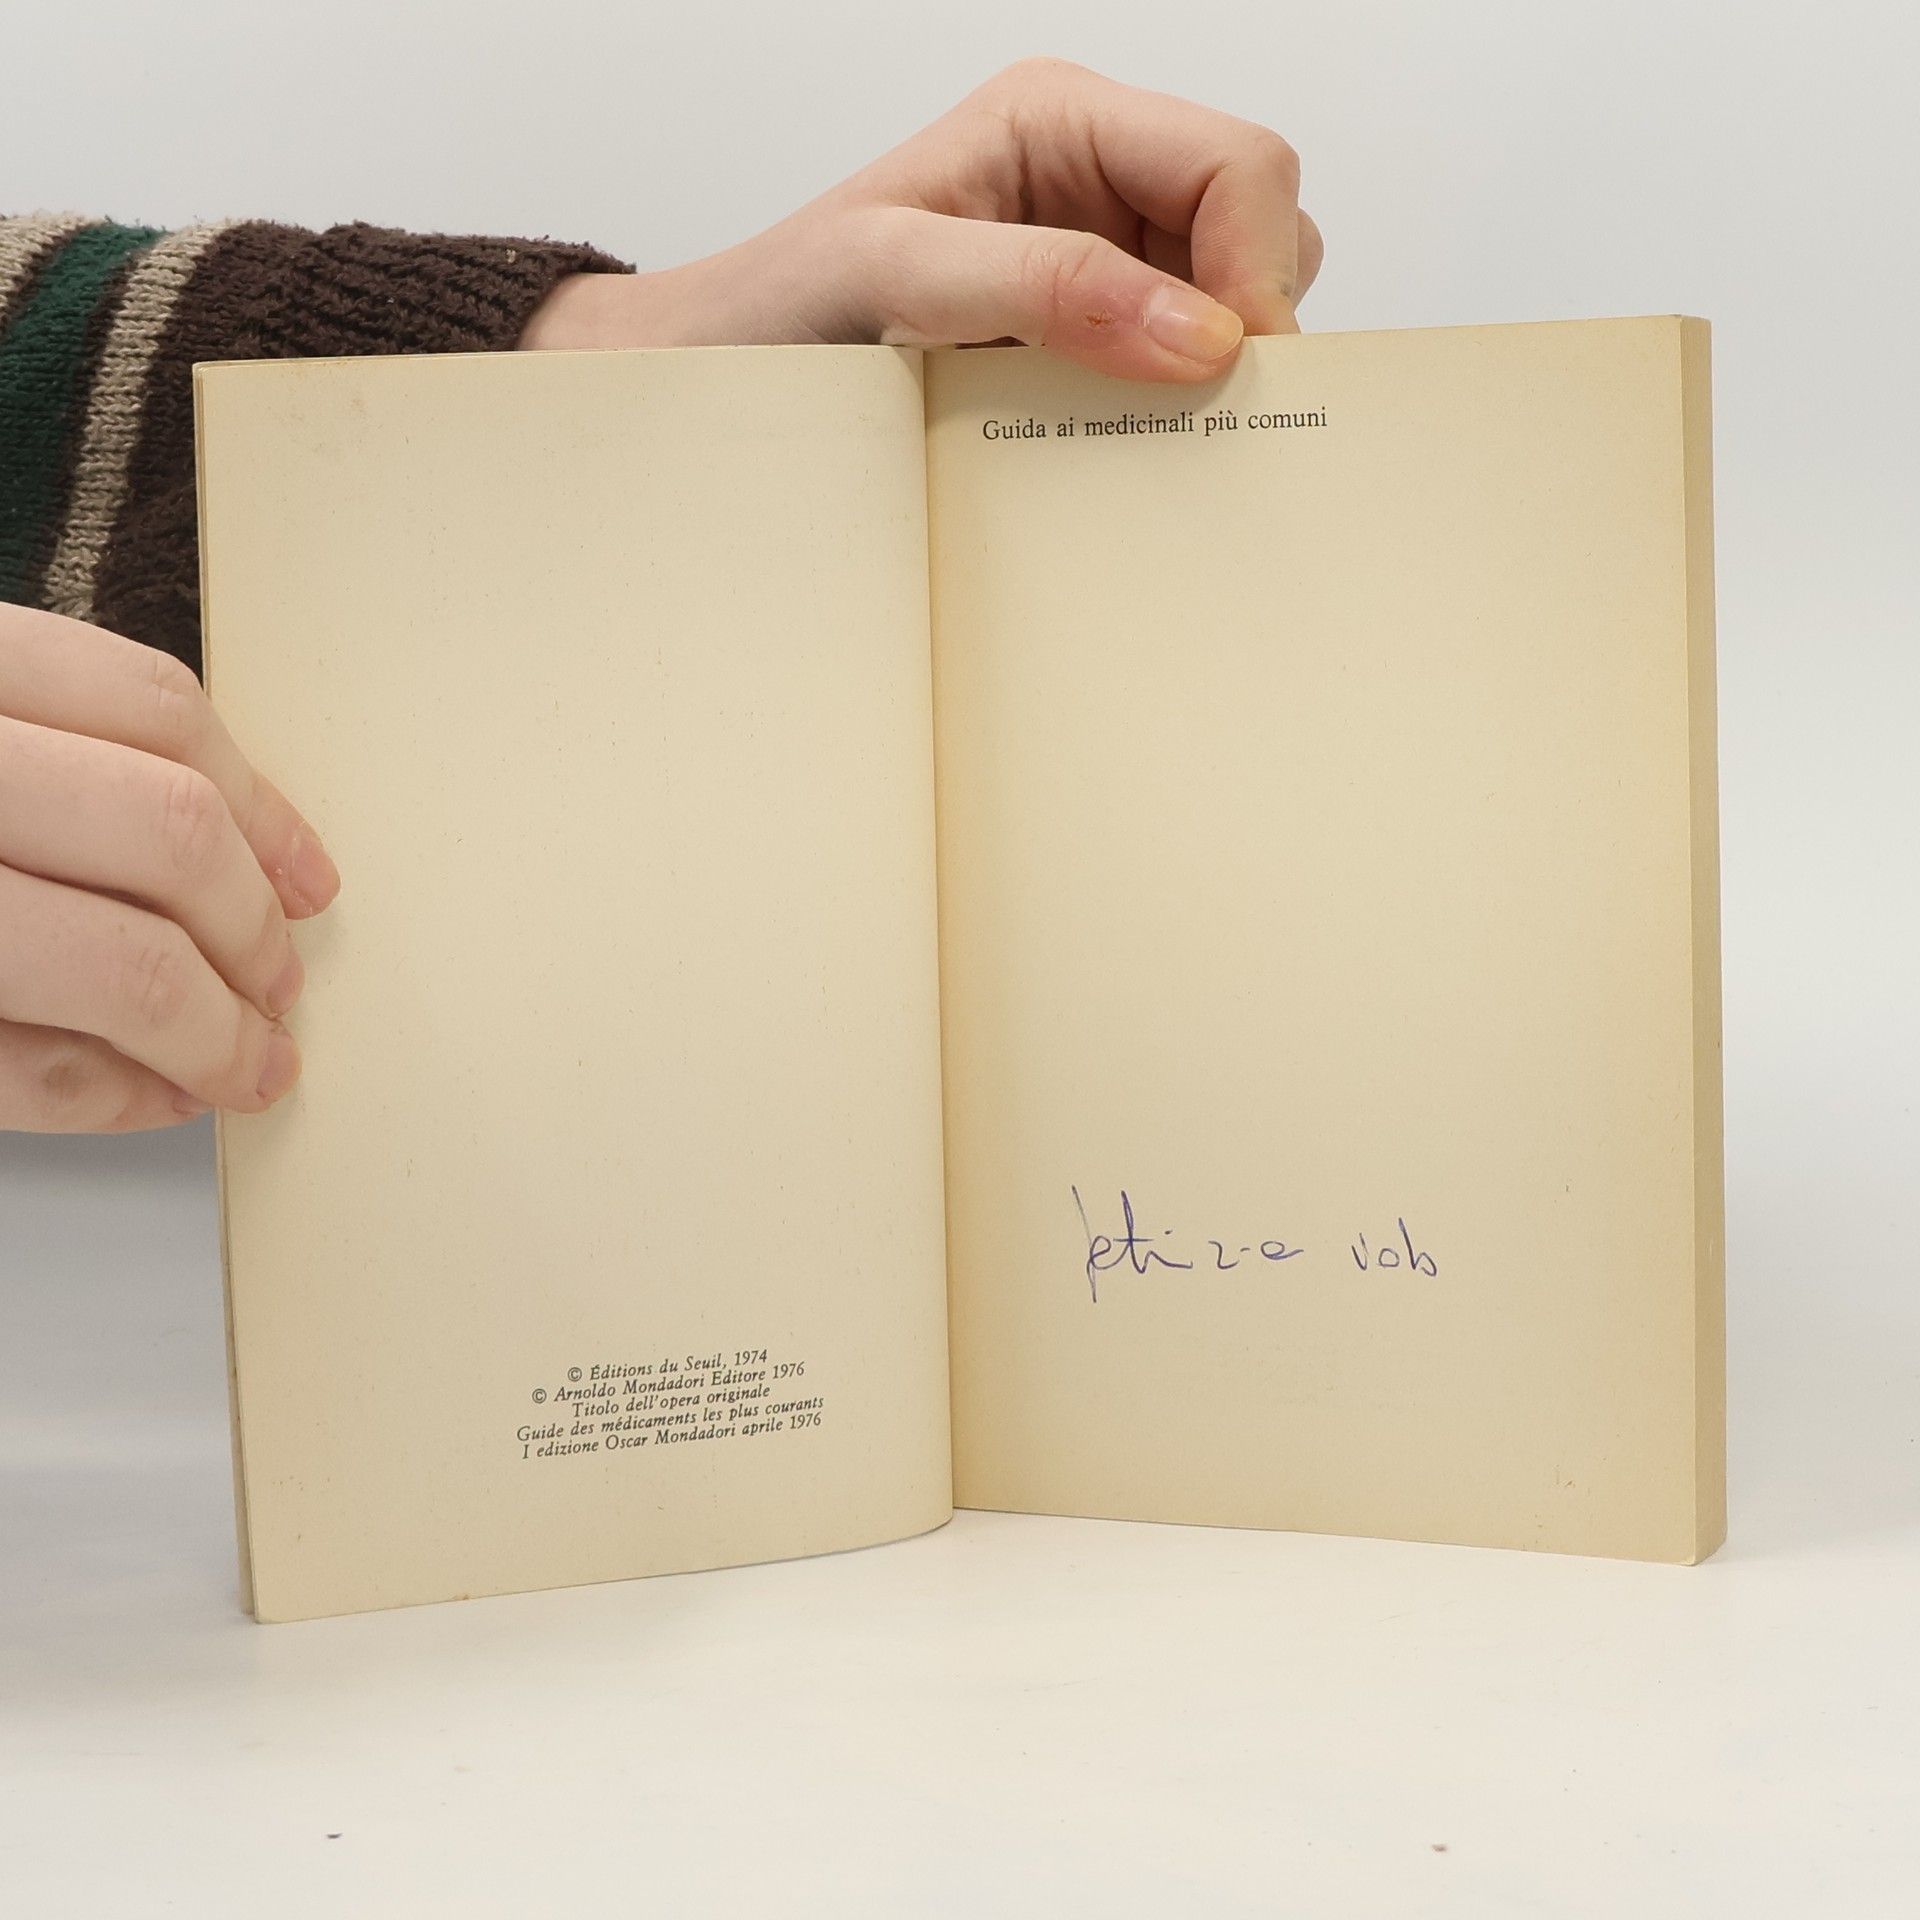 © Éditions du Seuil, 1974
© Arnoldo Mondadori Editore 1976
Titolo dell'opera originale
Guide des médicaments les plus courants
I edizione Oscar Mondadori aprile 1976
Guida ai medicinali più comuni